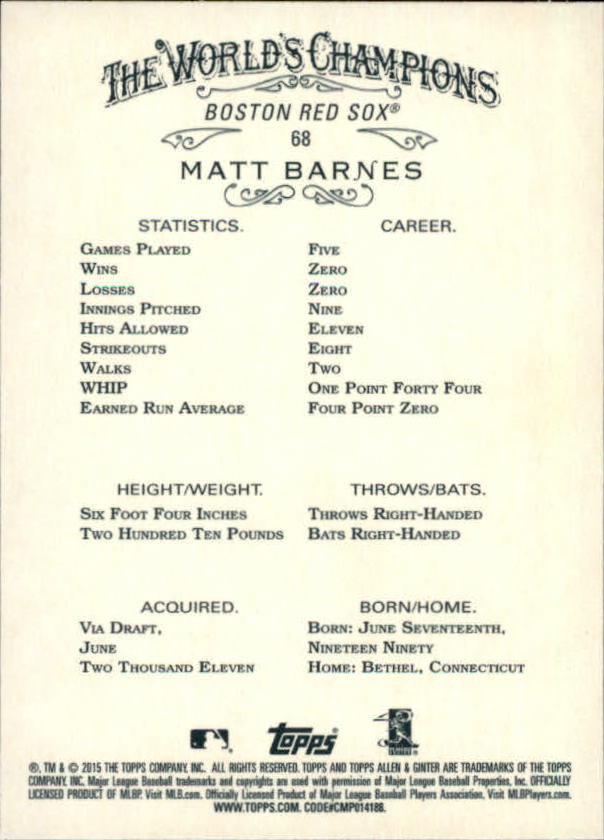 THE WORLD'S CHAMPIONS
BOSTON RED SOX®
68
MATT BARNES
STATISTICS. CAREER.
GAMES PLAYED FIVE
WINS ZERO
LOSSES ZERO
INNINGS PITCHED NINE
HITS ALLOWED ELEVEN
STRIKEOUTS EIGHT
WALKS TWO
WHIP ONE POINT FORTY FOUR
EARNED RUN AVERAGE FOUR POINT ZERO
HEIGHT/WEIGHT. THROWS/BATS.
SIX FOOT FOUR INCHES THROWS RIGHT-HANDED
TWO HUNDRED TEN POUNDS BATS RIGHT-HANDED
ACQUIRED. BORN/HOME.
VIA DRAFT, BORN: JUNE SEVENTEENTH,
JUNE NINETEEN NINETY
TWO THOUSAND ELEVEN HOME: BETHEL, CONNECTICUT
topps
®, TM & © 2015 THE TOPPS COMPANY, INC. ALL RIGHTS RESERVED. TOPPS AND TOPPS ALLEN & GINTER ARE TRADEMARKS OF THE TOPPS
COMPANY, INC. Major League Baseball trademarks and copyrights are used with permission of Major League Baseball Properties, Inc. OFFICIALLY
LICENSED PRODUCT OF MLBP. Visit MLB.com. Officially Licensed Product of Major League Baseball Players Association. Visit MLBPlayers.com.
WWW.TOPPS.COM. CODE#CMP014188.